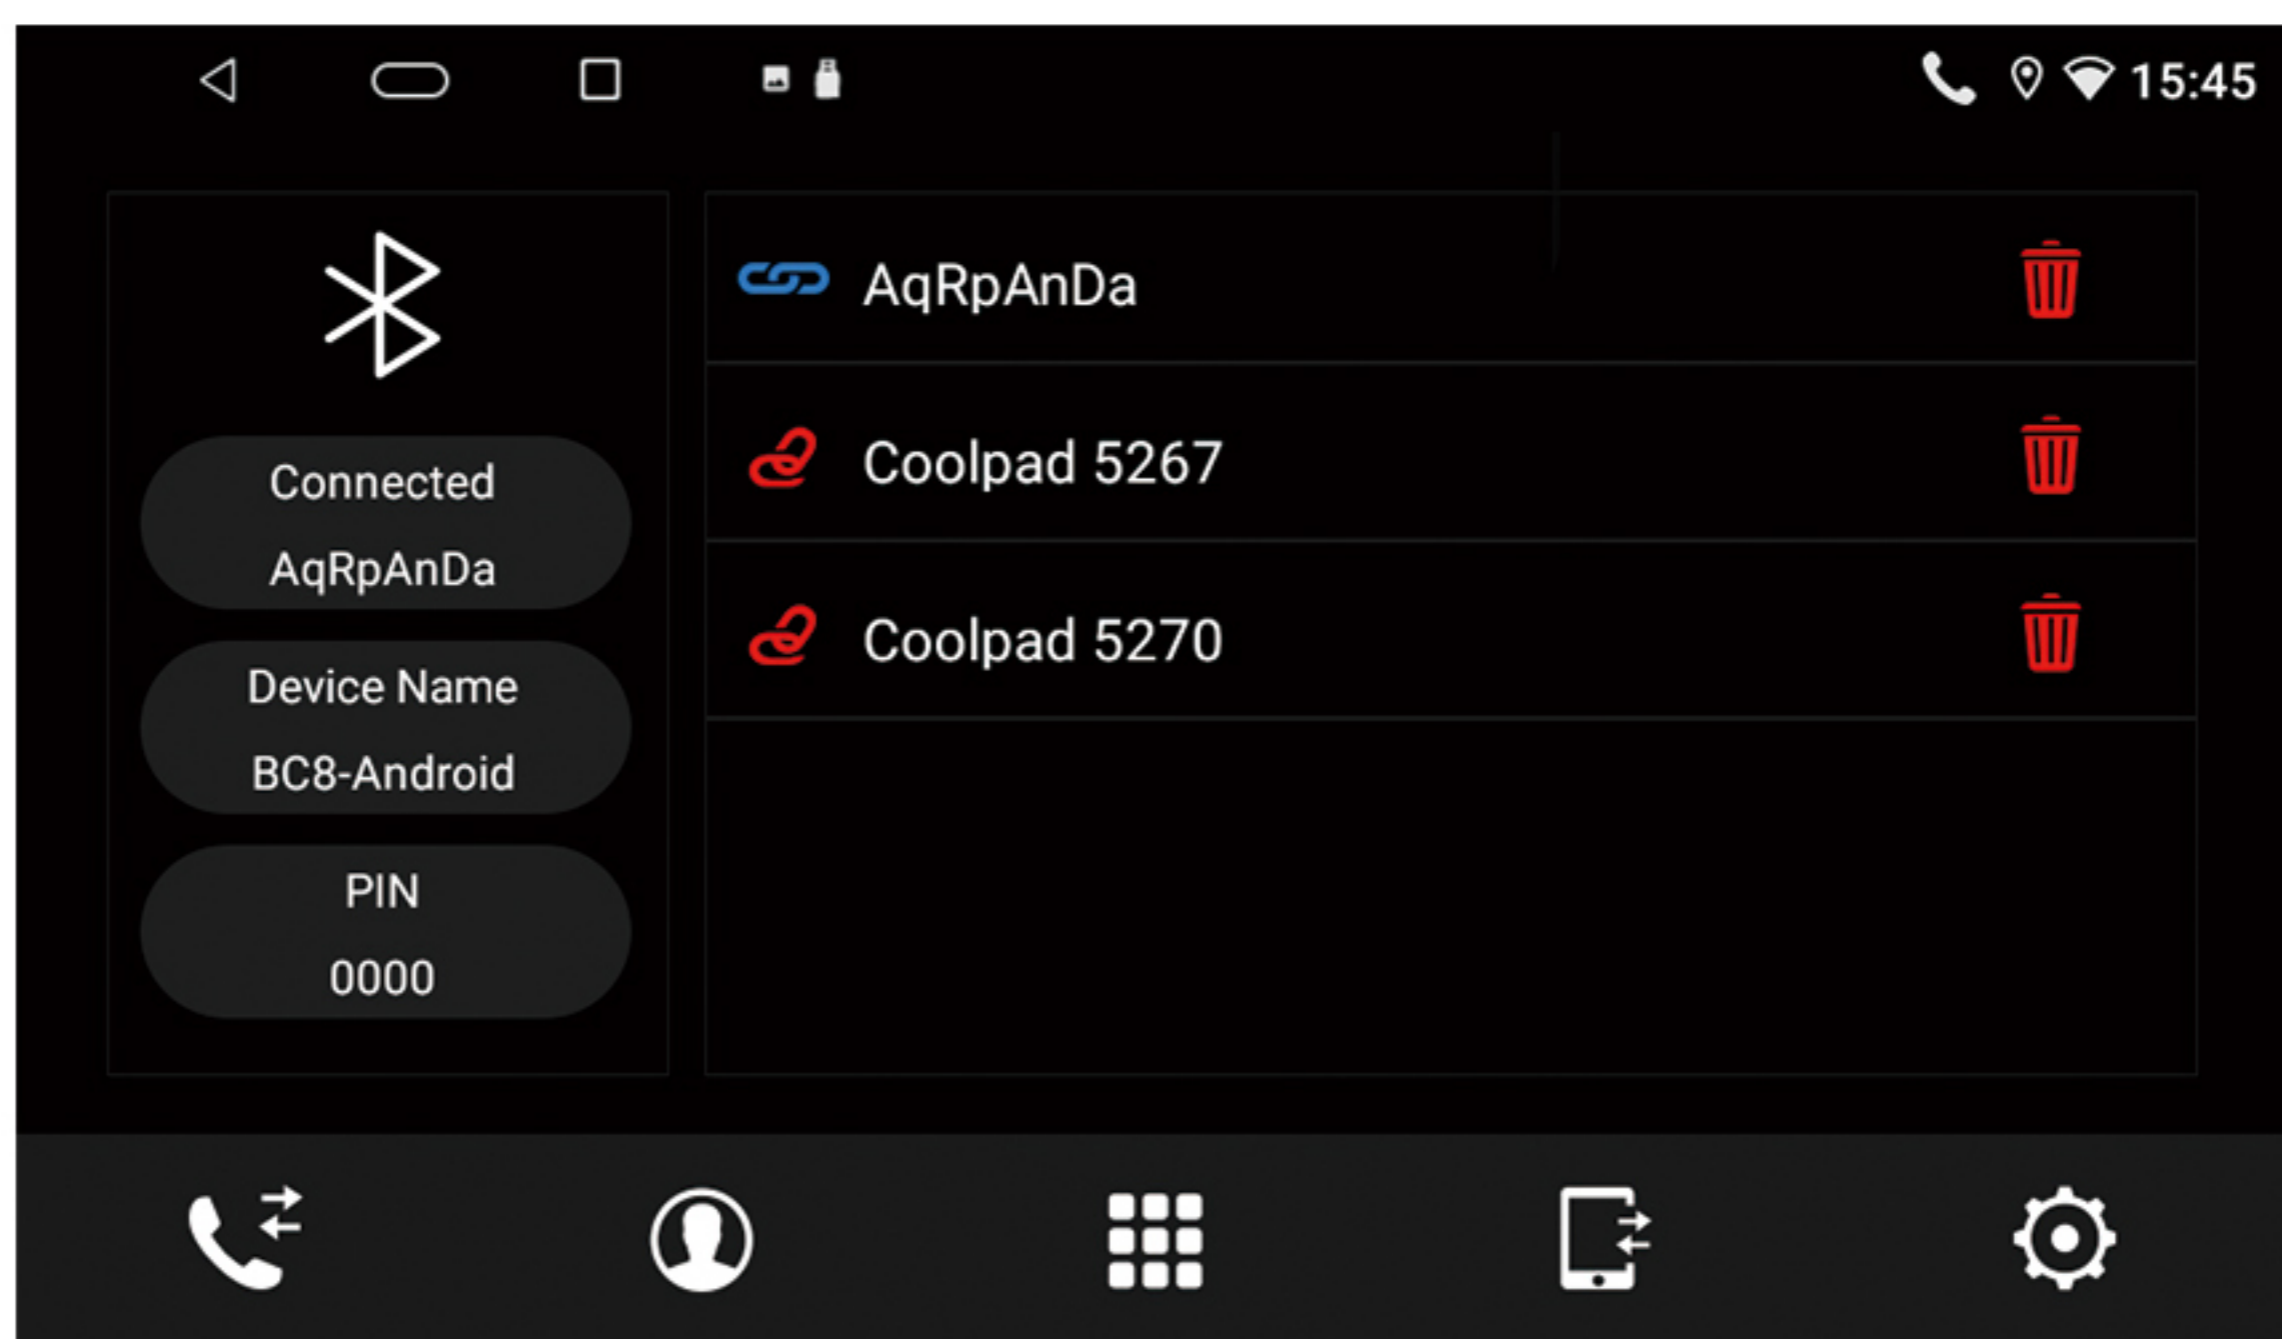 15:45
Connected
AqRpAnDa
Device Name
BC8-Android
PIN
0000
AqRpAnDa
Coolpad 5267
Coolpad 5270